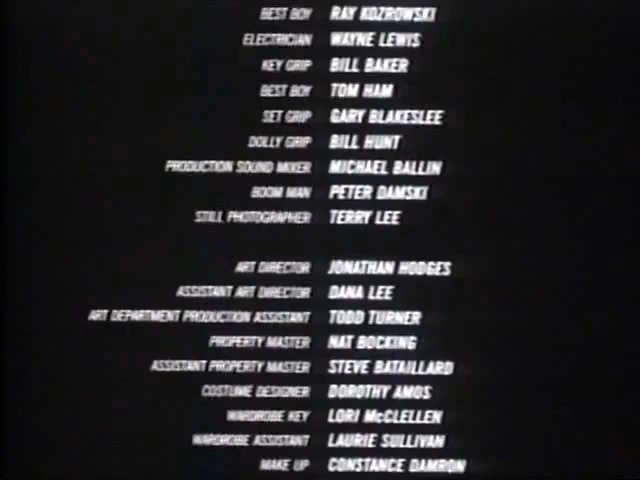 BEST BOY RAY KOZROWSKI
ELECTRICIAN WAYNE LEWIS
KEY GRIP BILL BAKER
BEST BOY TOM HAM
SET GRIP GARY BLAKESLEE
DOLLY GRIP BILL HUNT
PRODUCTION SOUND MIXER MICHAEL BALLIN
BOOM MAN PETER DAMSKI
STILL PHOTOGRAPHER TERRY LEE
ART DIRECTOR JONATHAN HODGES
ASSISTANT ART DIRECTOR DANA LEE
ART DEPARTMENT PRODUCTION ASSISTANT TODD TURNER
PROPERTY MASTER NAT BOCKING
ASSISTANT PROPERTY MASTER STEVE BATAILLARD
COSTUME DESIGNER DOROTHY AMOS
WARDROBE KEY LORI McCLELLEN
WARDROBE ASSISTANT LAURIE SULLIVAN
MAKE UP CONSTANCE DAMRON